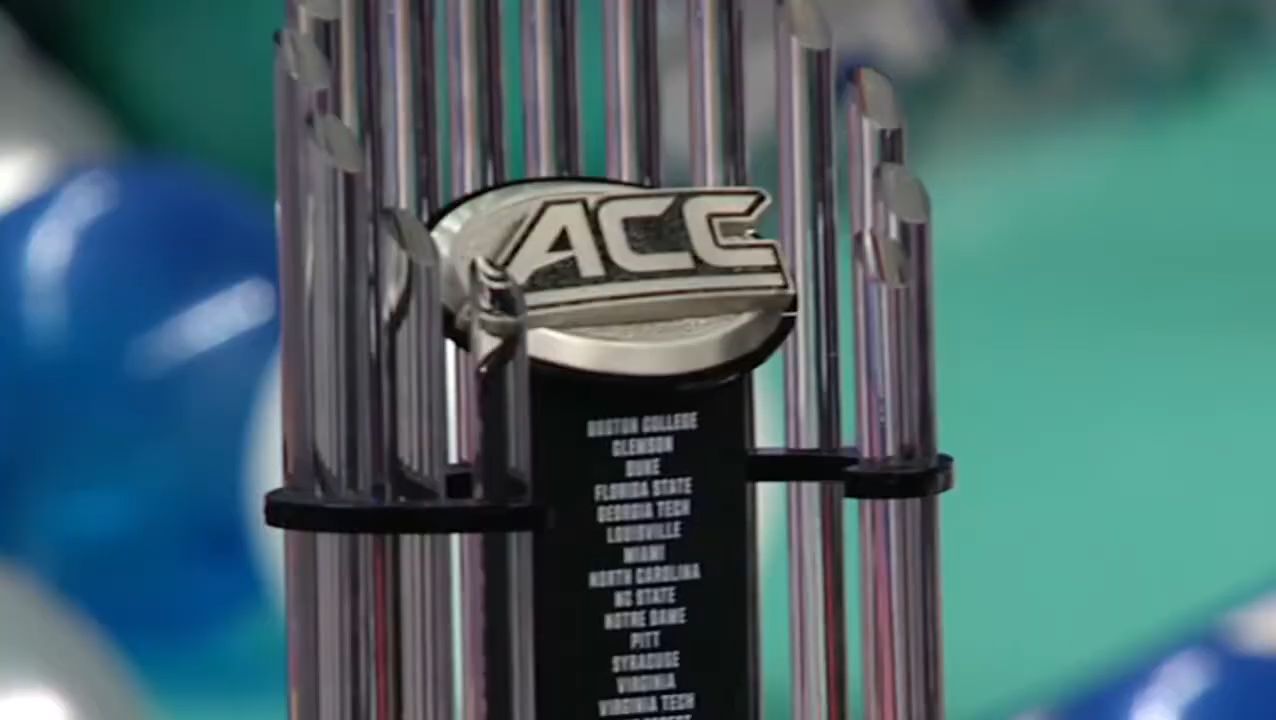 ACC
BOSTON COLLEGE
CLEMSON
DUKE
FLORIDA STATE
GEORGIA TECH
LOUISVILLE
MIAMI
NORTH CAROLINA
NC STATE
NOTRE DAME
PITT
SYRACUSE
VIRGINIA
VIRGINIA TECH